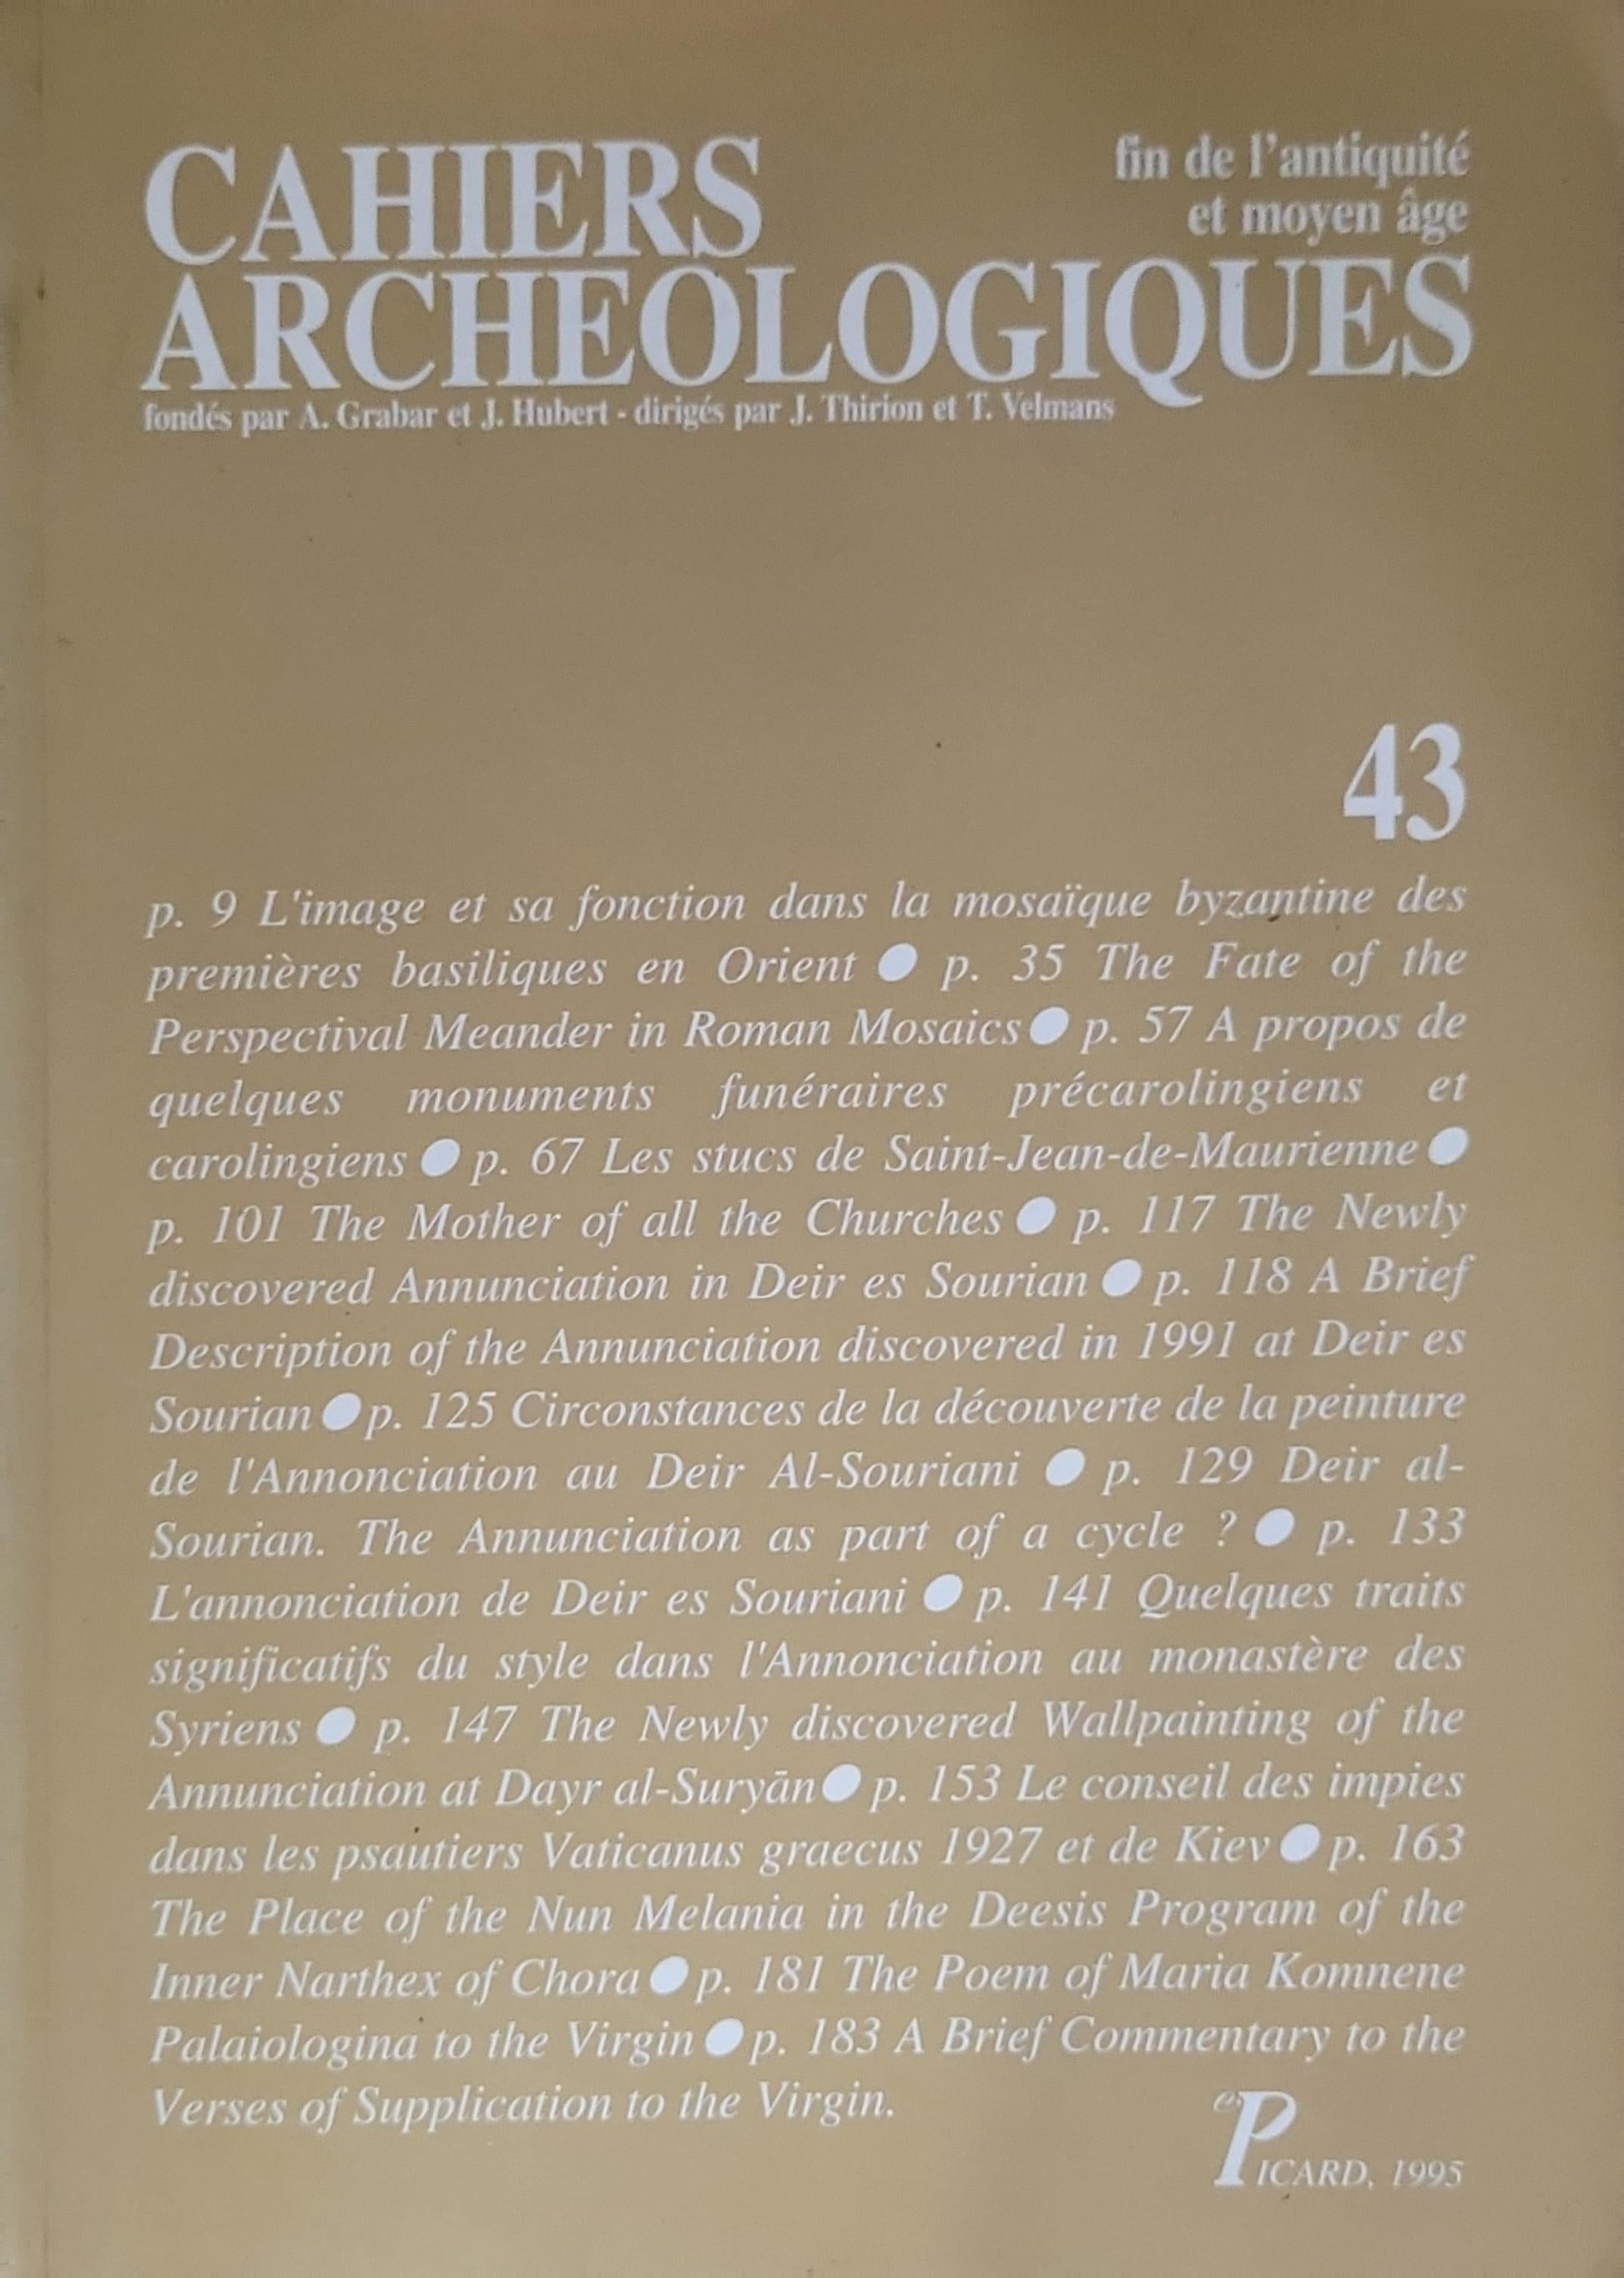 CAHIERS
fin de l'antiquité
et moyen âge
ARCHEOLOGIQUES
fondés par A. Grabar et J. Hubert - dirigés par J. Thirion et T. Velmans
43
p. 9 L'image et sa fonction dans la mosaïque byzantine des
premières basiliques en Orient ● p. 35 The Fate of the
Perspectival Meander in Roman Mosaics ● p. 57 A propos de
quelques monuments funéraires précarolingiens et
carolingiens ● p. 67 Les stucs de Saint-Jean-de-Maurienne ●
p. 101 The Mother of all the Churches ● p. 117 The Newly
discovered Annunciation in Deir es Sourian ● p. 118 A Brief
Description of the Annunciation discovered in 1991 at Deir es
Sourian ● p. 125 Circonstances de la découverte de la peinture
de l'Annonciation au Deir Al-Souriani ● p. 129 Deir al-
Sourian. The Annunciation as part of a cycle ? ● p. 133
L'annonciation de Deir es Souriani ● p. 141 Quelques traits
significatifs du style dans l'Annonciation au monastère des
Syriens ● p. 147 The Newly discovered Wallpainting of the
Annunciation at Dayr al-Suryān ● p. 153 Le conseil des impies
dans les psautiers Vaticanus graecus 1927 et de Kiev ● p. 163
The Place of the Nun Melania in the Deesis Program of the
Inner Narthex of Chora ● p. 181 The Poem of Maria Komnene
Palaiologina to the Virgin ● p. 183 A Brief Commentary to the
Verses of Supplication to the Virgin.
PICARD, 1995